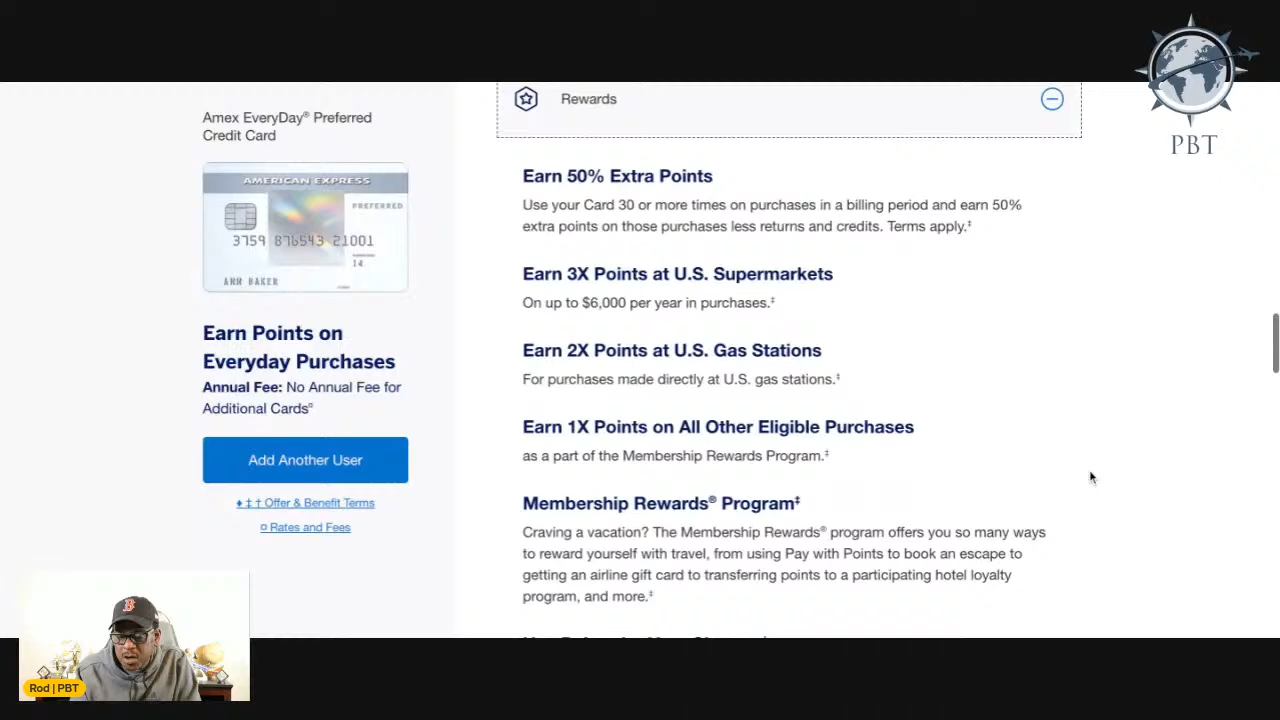 PBT
Amex EveryDay® Preferred
Credit Card
AMERICAN EXPRESS
PREFERRED
3759 876543 21001
14
ANN BAKER
Earn Points on
Everyday Purchases
Annual Fee: No Annual Fee for
Additional Cards¤
Add Another User
♦ ‡ † Offer & Benefit Terms
¤ Rates and Fees
Rewards
Earn 50% Extra Points
Use your Card 30 or more times on purchases in a billing period and earn 50%
extra points on those purchases less returns and credits. Terms apply.‡
Earn 3X Points at U.S. Supermarkets
On up to $6,000 per year in purchases.‡
Earn 2X Points at U.S. Gas Stations
For purchases made directly at U.S. gas stations.‡
Earn 1X Points on All Other Eligible Purchases
as a part of the Membership Rewards Program.‡
Membership Rewards® Program‡
Craving a vacation? The Membership Rewards® program offers you so many ways
to reward yourself with travel, from using Pay with Points to book an escape to
getting an airline gift card to transferring points to a participating hotel loyalty
program, and more.‡
B
Rod | PBT